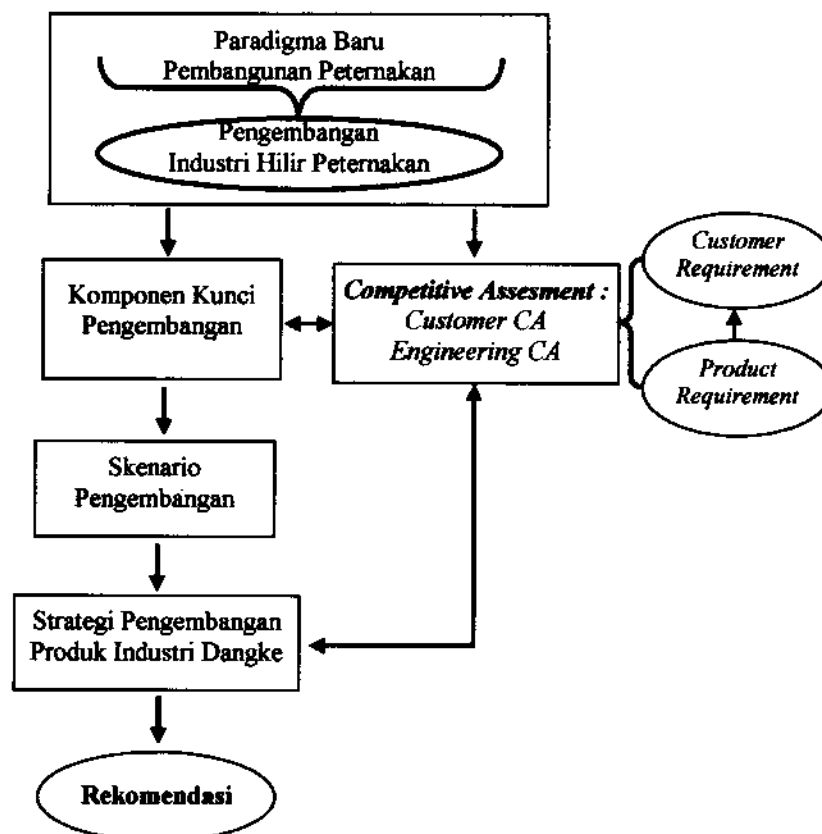 Paradigma Baru
Pembangunan Peternakan
Pengembangan
Industri Hilir Peternakan
Komponen Kunci
Pengembangan
Competitive Assesment :
Customer CA
Engineering CA
Customer
Requirement
Product
Requirement
Skenario
Pengembangan
Strategi Pengembangan
Produk Industri Dangke
Rekomendasi